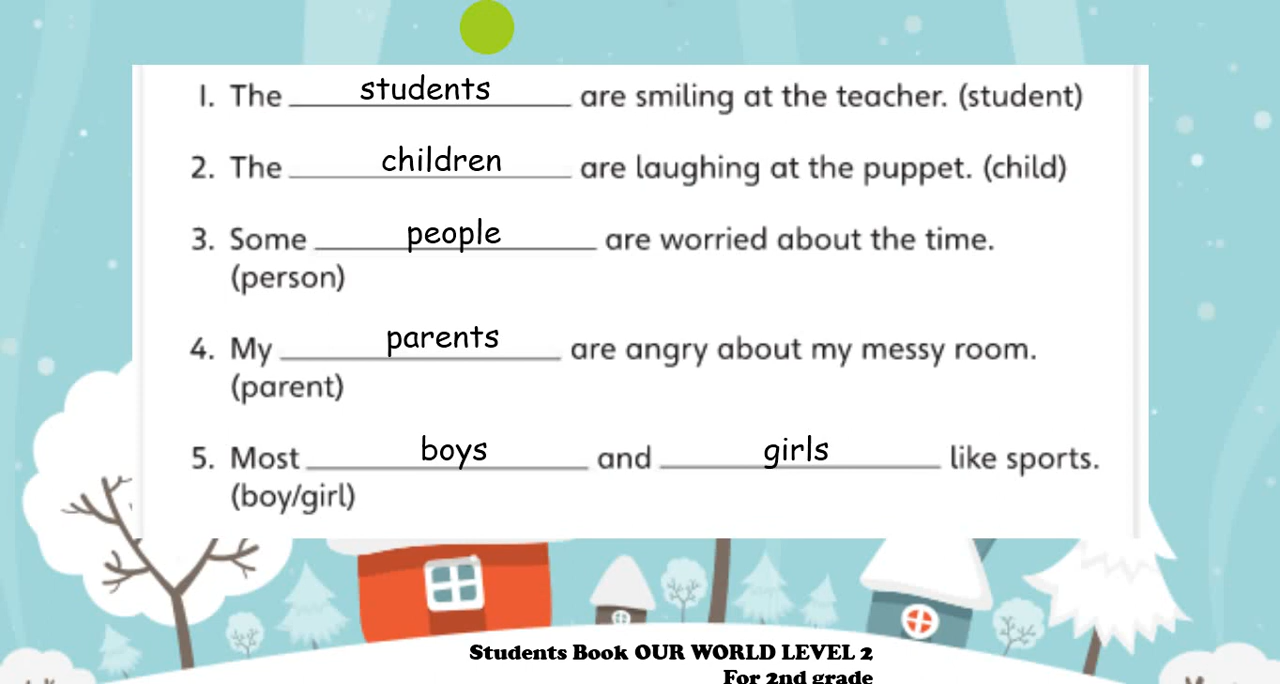 1. The students are smiling at the teacher. (student)
2. The children are laughing at the puppet. (child)
3. Some people are worried about the time.
(person)
4. My parents are angry about my messy room.
(parent)
5. Most boys and girls like sports.
(boy/girl)
Students Book OUR WORLD LEVEL 2
For 2nd grade